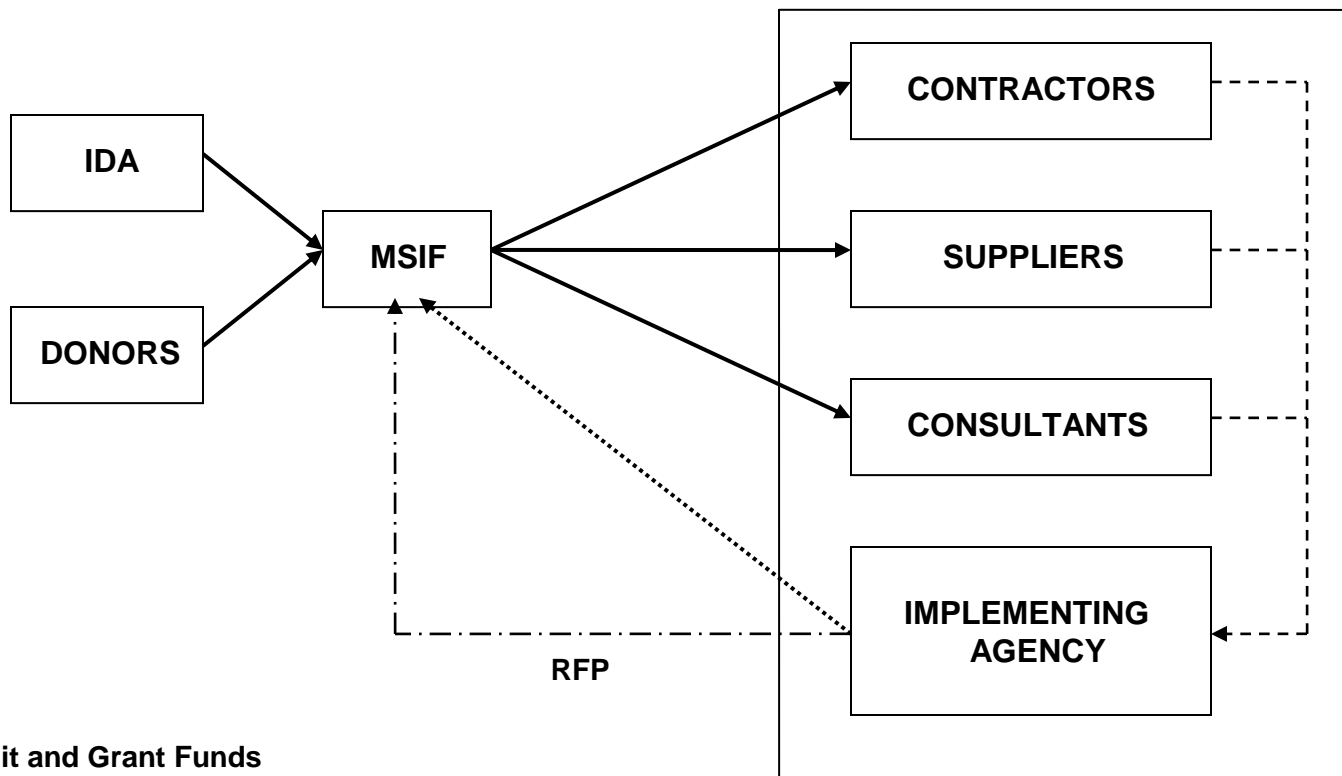 CONTRACTORS
IDA
MSIF
SUPPLIERS
DONORS
CONSULTANTS
IMPLEMENTING
AGENCY
RFP
it and Grant Funds